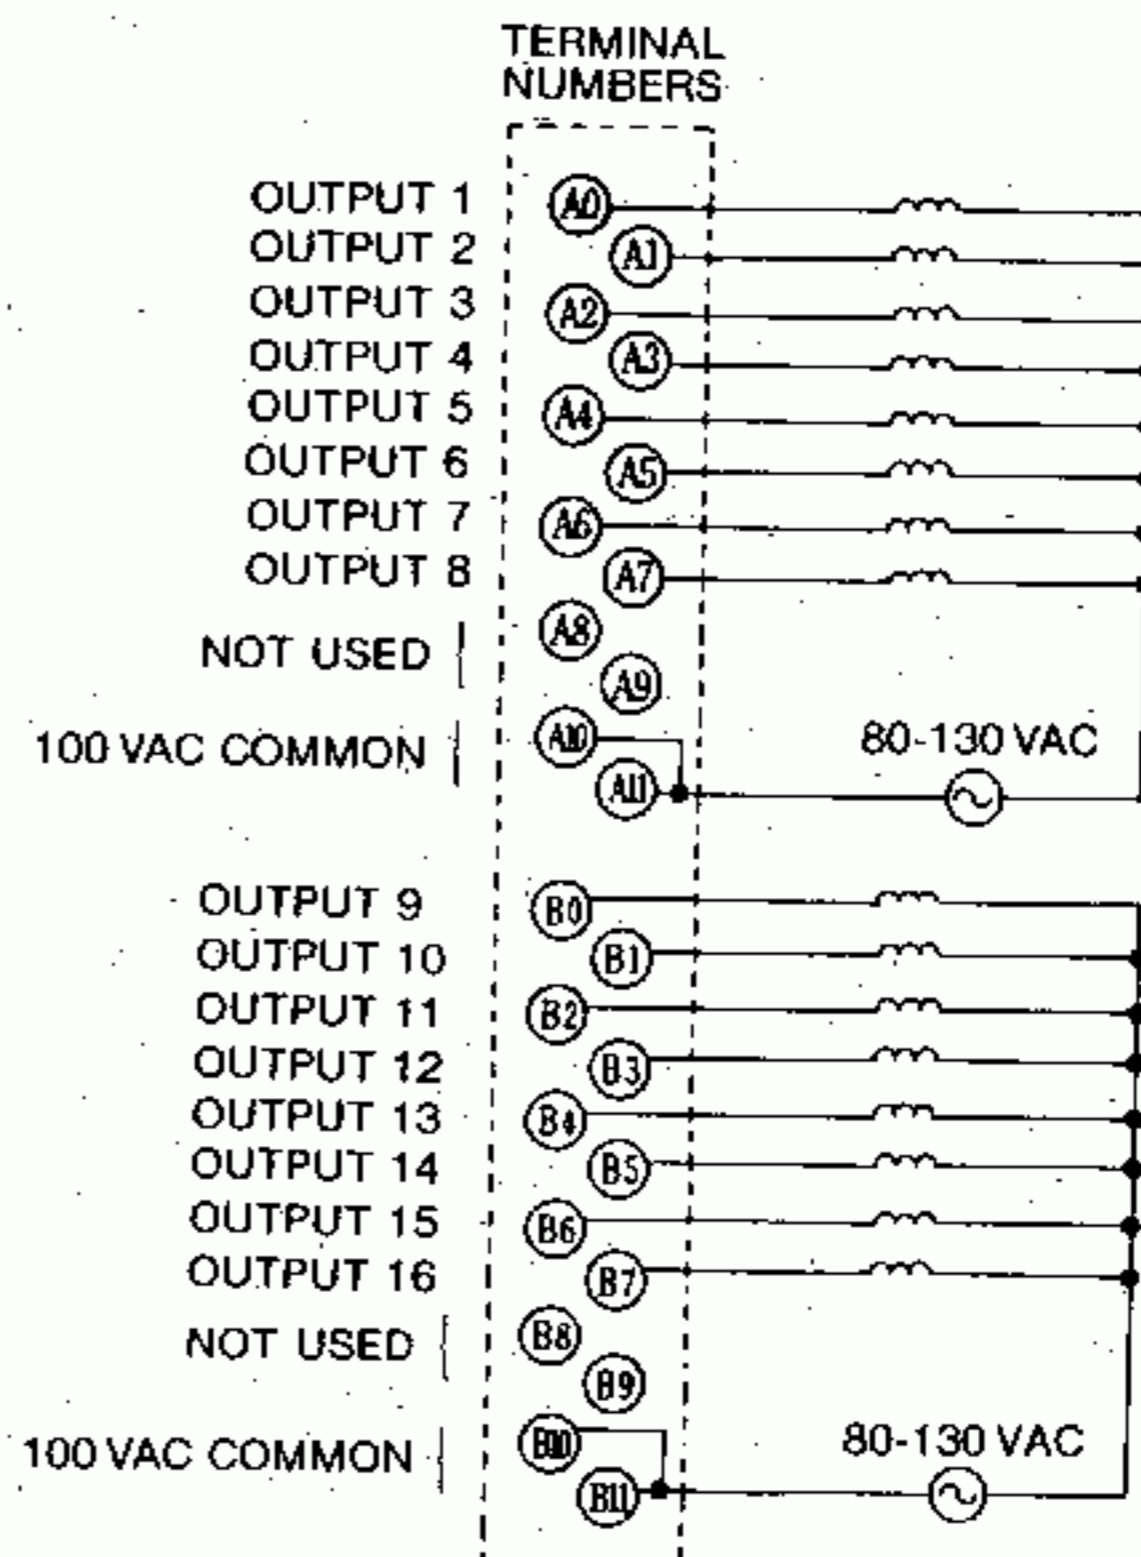 TERMINAL
NUMBERS
OUTPUT 1 A0
OUTPUT 2 A1
OUTPUT 3 A2
OUTPUT 4 A3
OUTPUT 5 A4
OUTPUT 6 A5
OUTPUT 7 A6
OUTPUT 8 A7
A8
NOT USED
A9
A10
100 VAC COMMON 80-130 VAC
A11
OUTPUT 9 B0
OUTPUT 10 B1
OUTPUT 11 B2
OUTPUT 12 B3
OUTPUT 13 B4
OUTPUT 14 B5
OUTPUT 15 B6
OUTPUT 16 B7
NOT USED B8
B9
100 VAC COMMON B10 80-130 VAC
B11